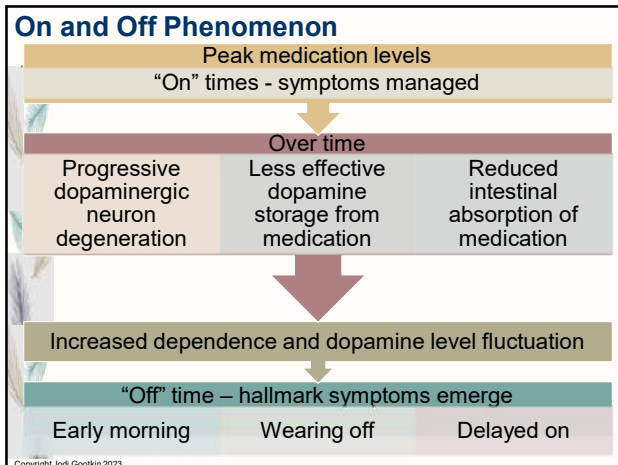 On and Off Phenomenon
Peak medication levels
“On” times - symptoms managed
Over time
Progressive
dopaminergic
neuron
degeneration
Less effective
dopamine
storage from
medication
Reduced
intestinal
absorption of
medication
Increased dependence and dopamine level fluctuation
“Off” time – hallmark symptoms emerge
Early morning
Wearing off
Delayed on
Copyright Jodi Gootkin 2023